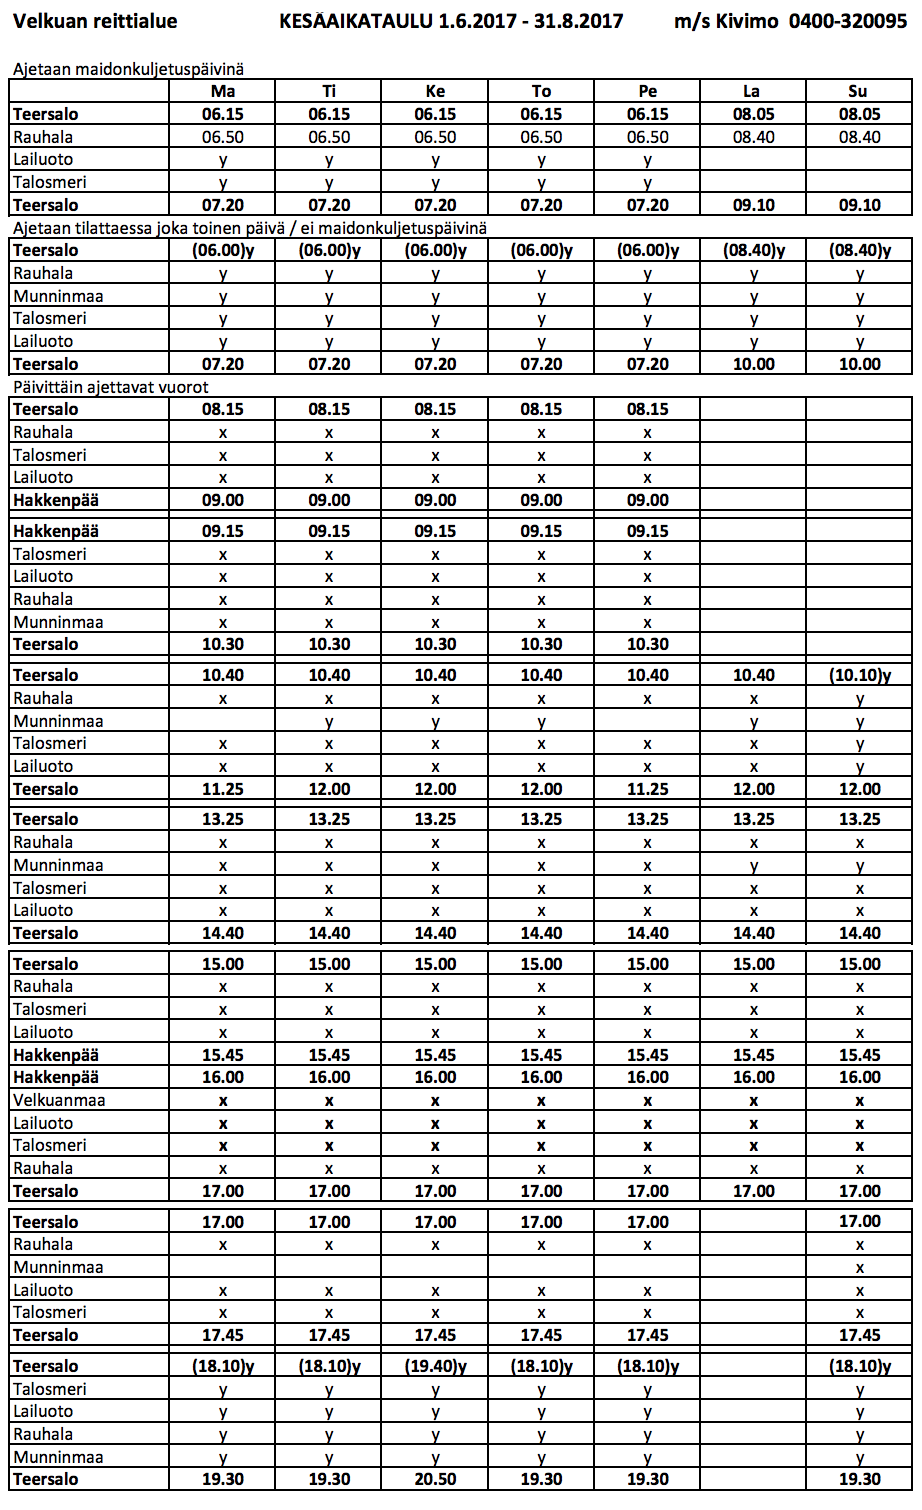 Velkuan reittialue KESÄAIKATAULU 1.6.2017 - 31.8.2017 m/s Kivimo 0400-320095
Ajetaan maidonkuljetuspäivinä
Ma Ti Ke To Pe La Su
Teersalo 06.15 06.15 06.15 06.15 06.15 08.05 08.05
Rauhala 06.50 06.50 06.50 06.50 06.50 08.40 08.40
Lailuoto y y y y y
Talosmeri y y y y y
Teersalo 07.20 07.20 07.20 07.20 07.20 09.10 09.10
Ajetaan tilattaessa joka toinen päivä / ei maidonkuljetuspäivinä
Teersalo (06.00)y (06.00)y (06.00)y (06.00)y (06.00)y (08.40)y (08.40)y
Rauhala y y y y y y y
Munninmaa y y y y y y y
Talosmeri y y y y y y y
Lailuoto y y y y y y y
Teersalo 07.20 07.20 07.20 07.20 07.20 10.00 10.00
Päivittäin ajettavat vuorot
Teersalo 08.15 08.15 08.15 08.15 08.15
Rauhala x x x x x
Talosmeri x x x x x
Lailuoto x x x x x
Hakkenpää 09.00 09.00 09.00 09.00 09.00
Hakkenpää 09.15 09.15 09.15 09.15 09.15
Talosmeri x x x x x
Lailuoto x x x x x
Rauhala x x x x x
Munninmaa x x x x x
Teersalo 10.30 10.30 10.30 10.30 10.30
Teersalo 10.40 10.40 10.40 10.40 10.40 10.40 (10.10)y
Rauhala x x x x x x y
Munninmaa y y y y y
Talosmeri x x x x x x y
Lailuoto x x x x x x y
Teersalo 11.25 12.00 12.00 12.00 11.25 12.00 12.00
Teersalo 13.25 13.25 13.25 13.25 13.25 13.25 13.25
Rauhala x x x x x x x
Munninmaa x x x x x y y
Talosmeri x x x x x x x
Lailuoto x x x x x x x
Teersalo 14.40 14.40 14.40 14.40 14.40 14.40 14.40
Teersalo 15.00 15.00 15.00 15.00 15.00 15.00 15.00
Rauhala x x x x x x x
Talosmeri x x x x x x x
Lailuoto x x x x x x x
Hakkenpää 15.45 15.45 15.45 15.45 15.45 15.45 15.45
Hakkenpää 16.00 16.00 16.00 16.00 16.00 16.00 16.00
Velkuanmaa x x x x x x x
Lailuoto x x x x x x x
Talosmeri x x x x x x x
Rauhala x x x x x x x
Teersalo 17.00 17.00 17.00 17.00 17.00 17.00 17.00
Teersalo 17.00 17.00 17.00 17.00 17.00 17.00
Rauhala x x x x x x
Munninmaa x
Lailuoto x x x x x x
Talosmeri x x x x x x
Teersalo 17.45 17.45 17.45 17.45 17.45 17.45
Teersalo (18.10)y (18.10)y (19.40)y (18.10)y (18.10)y (18.10)y
Talosmeri y y y y y y
Lailuoto y y y y y y
Rauhala y y y y y y
Munninmaa y y y y y y
Teersalo 19.30 19.30 20.50 19.30 19.30 19.30